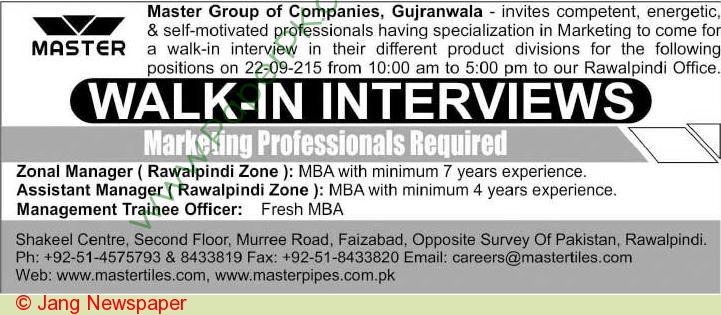 MASTER
Master Group of Companies, Gujranwala - invites competent, energetic,
& self-motivated professionals having specialization in Marketing to come for
a walk-in interview in their different product divisions for the following
positions on 22-09-215 from 10:00 am to 5:00 pm to our Rawalpindi Office.
WALK-IN INTERVIEWS
Marketing Professionals Required
Zonal Manager ( Rawalpindi Zone ): MBA with minimum 7 years experience.
Assistant Manager ( Rawalpindi Zone ): MBA with minimum 4 years experience.
Management Trainee Officer: Fresh MBA
Shakeel Centre, Second Floor, Murree Road, Faizabad, Opposite Survey Of Pakistan, Rawalpindi.
Ph: +92-51-4575793 & 8433819 Fax: +92-51-8433820 Email: careers@mastertiles.com
Web: www.mastertiles.com, www.masterpipes.com.pk
© Jang Newspaper